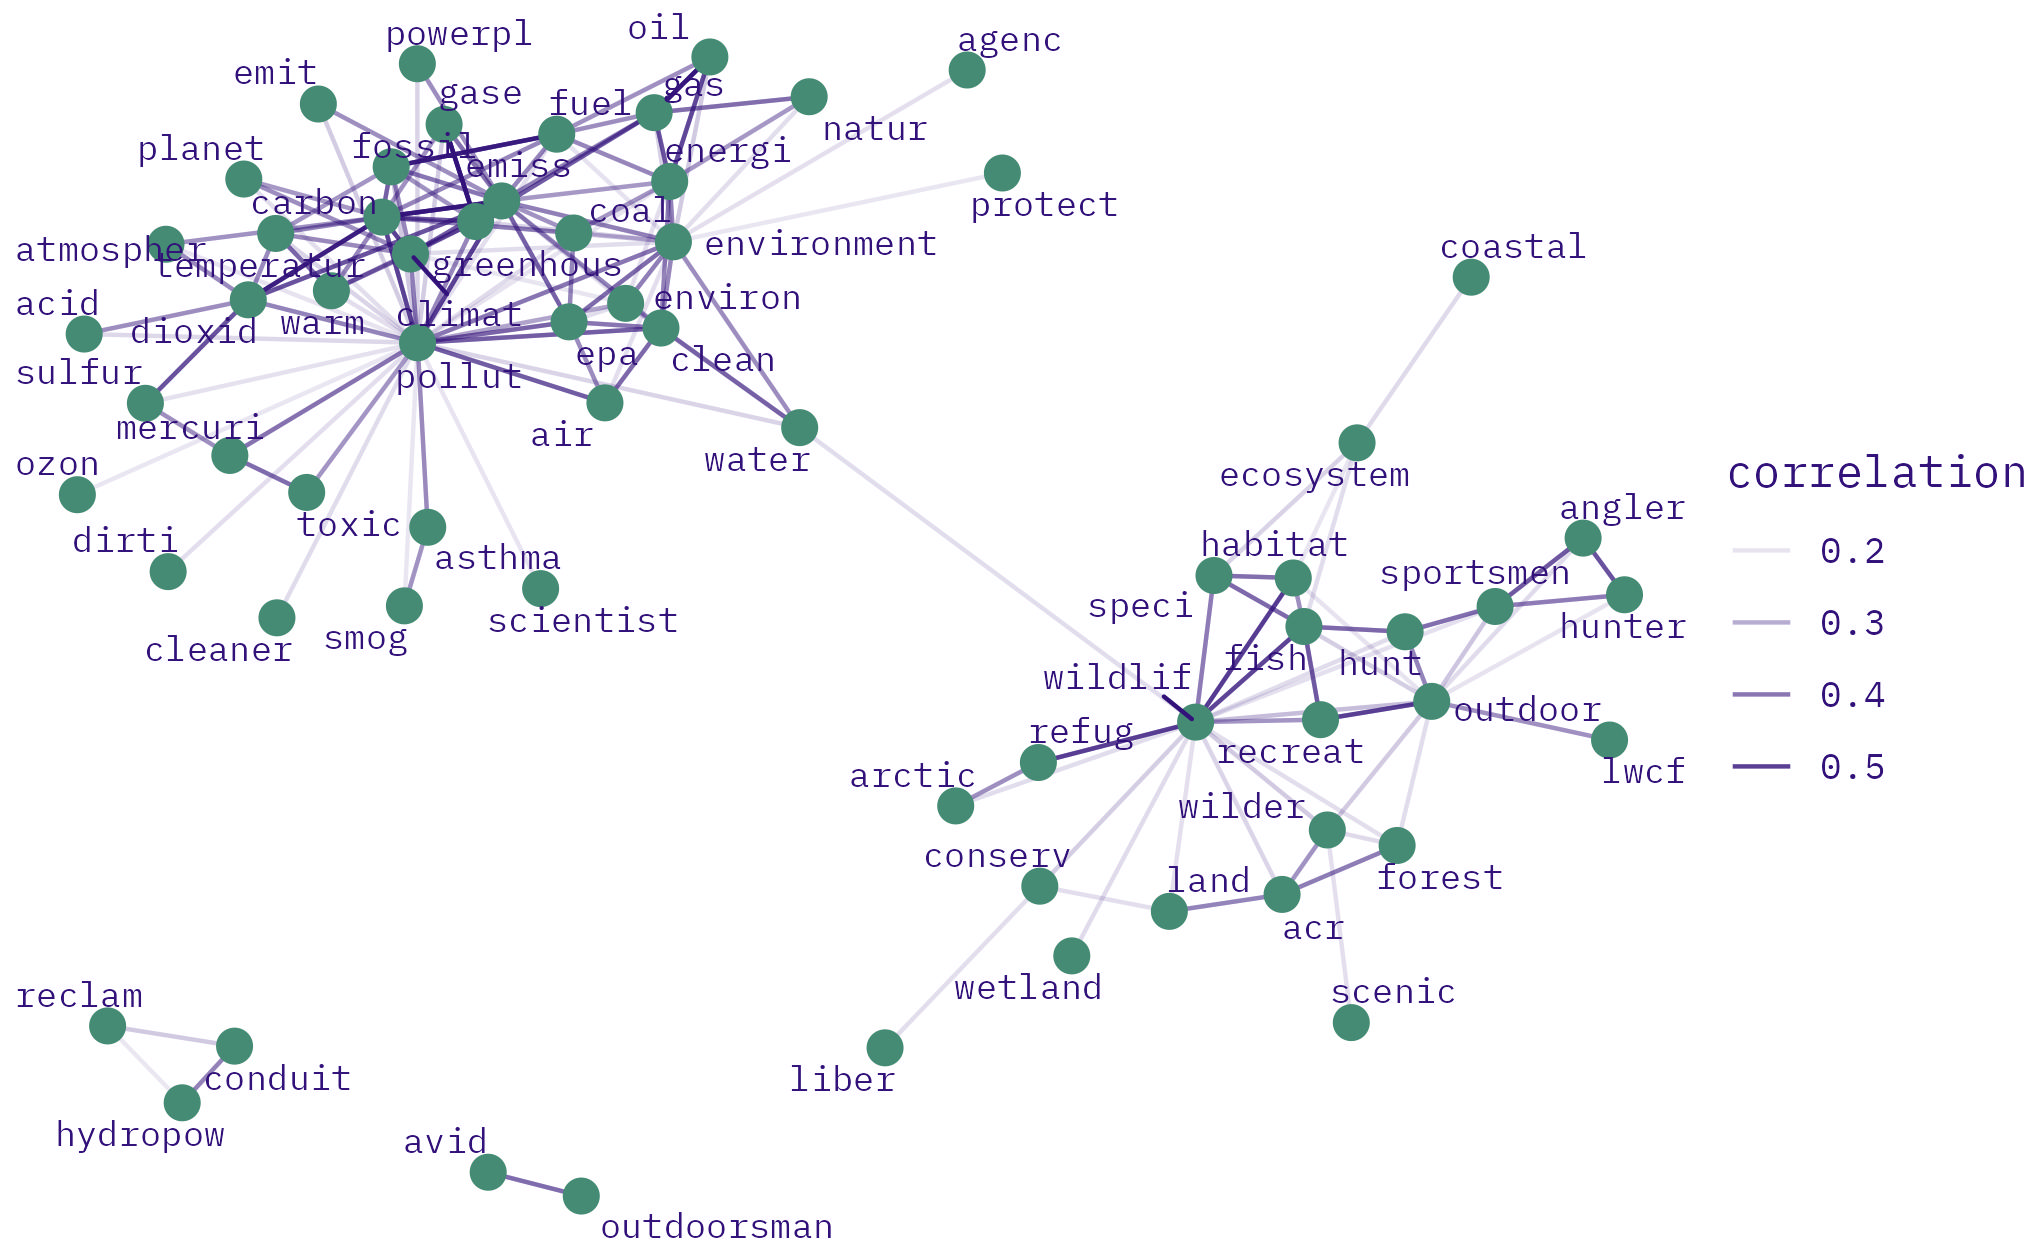 powerpl
oil
agenc
emit
gase
fuel
gas
natur
planet
fossil
emiss
energi
carbon
coal
protect
atmospher
temperatur
greenhous
environment
coastal
acid
dioxid
warm
climat
environ
sulfur
pollut
epa
clean
mercuri
air
water
ozon
ecosystem
correlation
dirti
toxic
asthma
angler
habitat
0.2
cleaner
smog
scientist
speci
sportsmen
hunter
0.3
wildlif
fish
hunt
0.4
refug
recreat
outdoor
0.5
arctic
wilder
lwcf
conserv
land
forest
acr
wetland
scenic
reclam
conduit
liber
hydropow
avid
outdoorsman